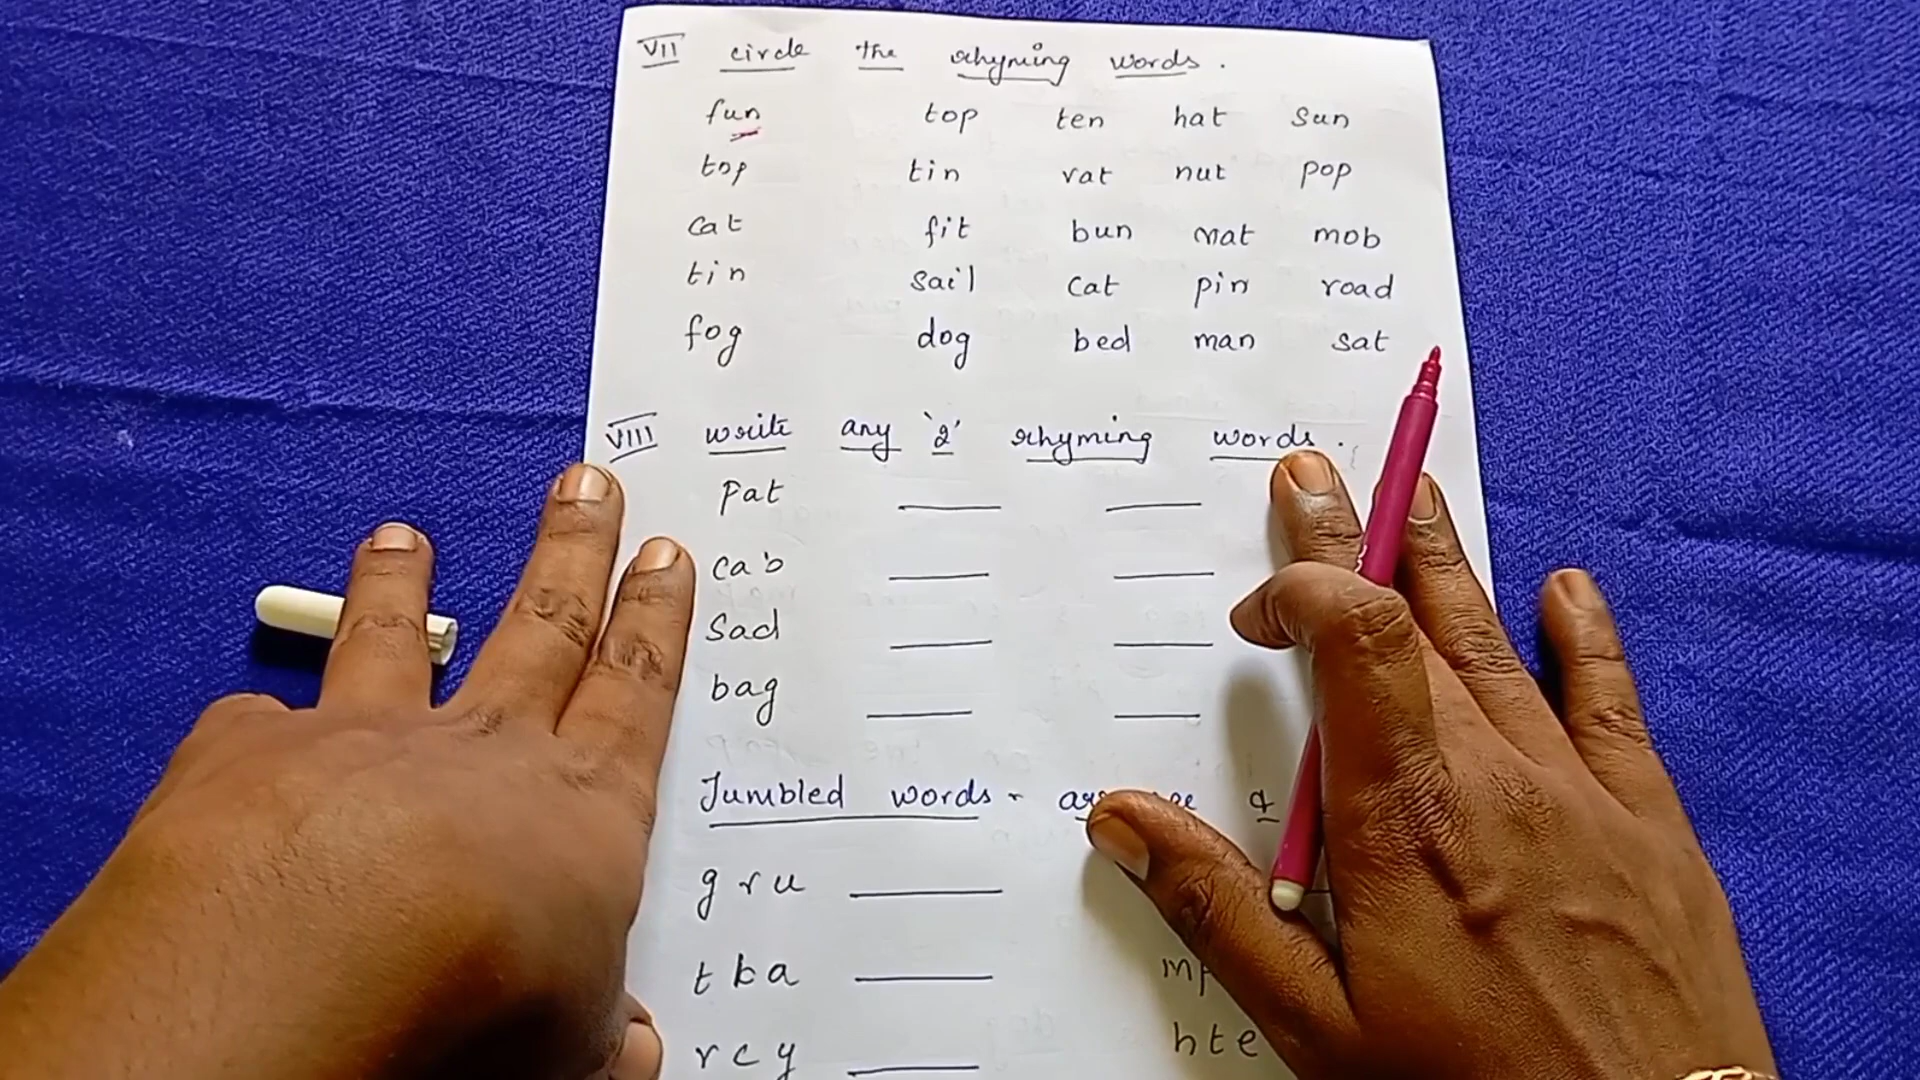 VII circle the rhyming words.
fun top ten hat sun
top tin rat nut pop
cat fit bun mat mob
tin sail cat pin road
fog dog bed man sat
VIII write any '2' rhyming words.
pat
cab
sad
bag
Jumbled words - &
gru
tba
rcy hte